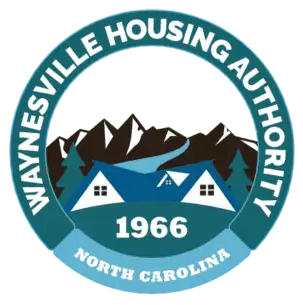 WAYNESVILLE HOUSING AUTHORITY
1966
NORTH CAROLINA